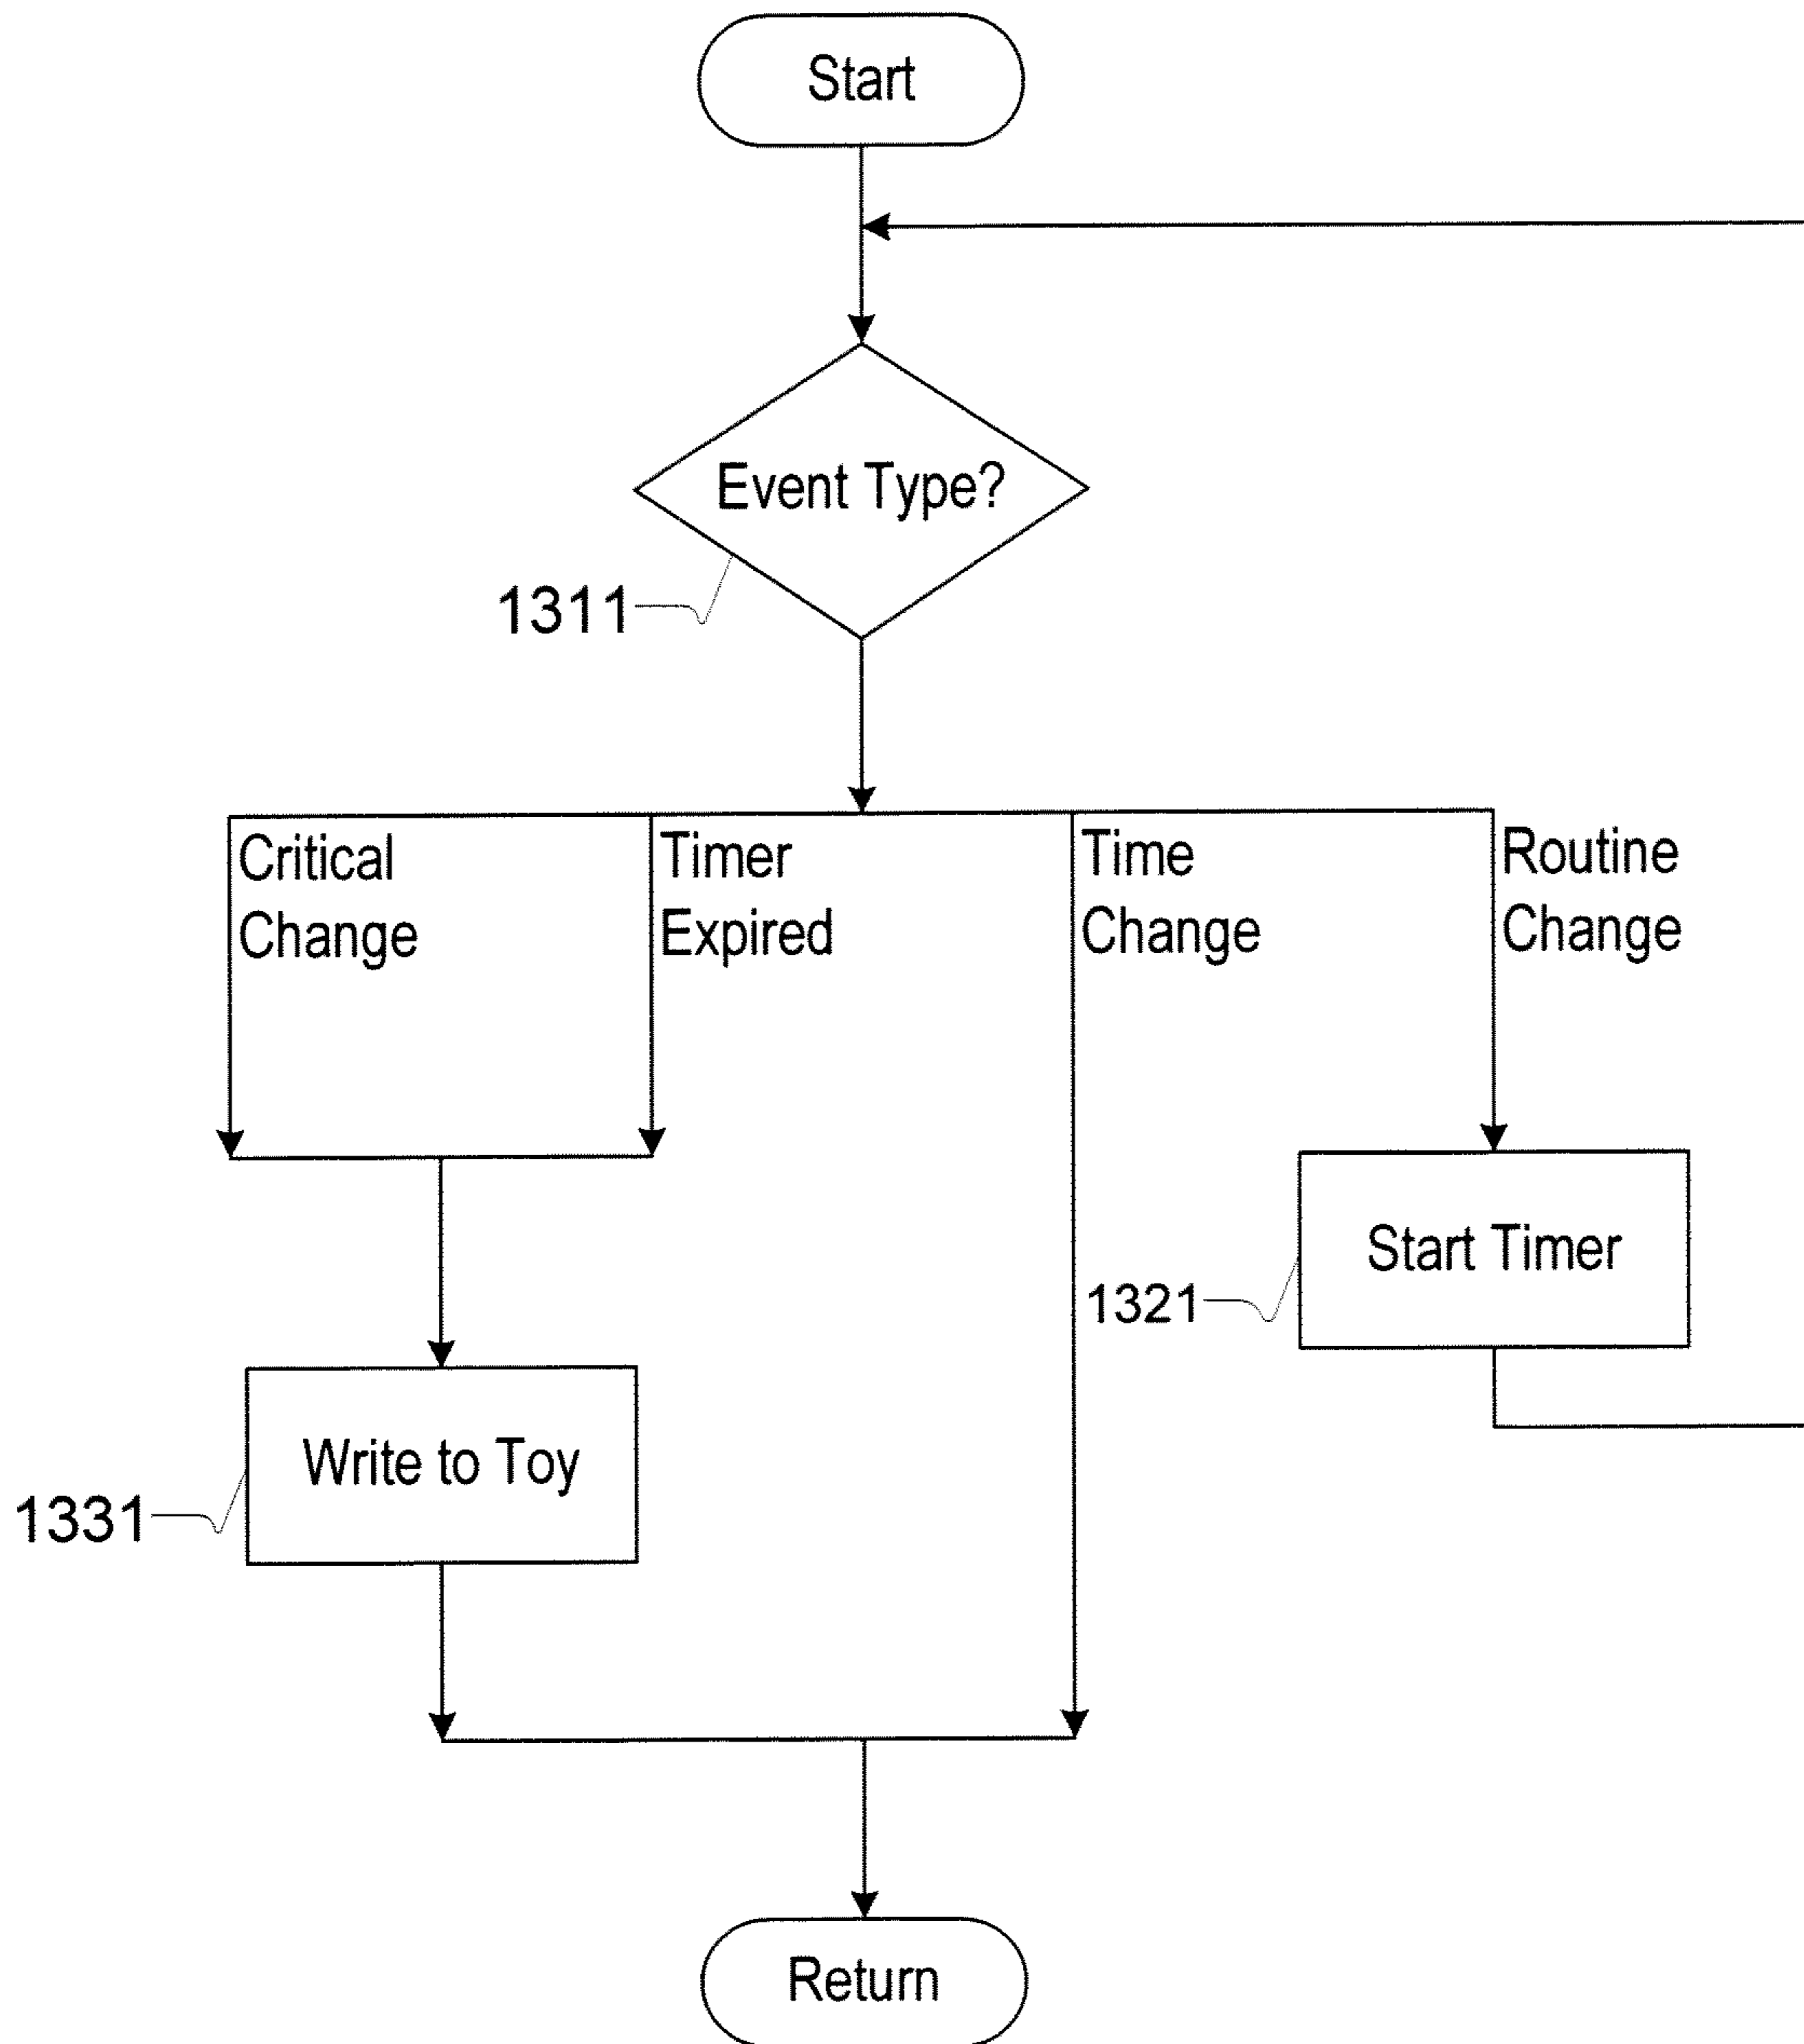 Start
Event Type?
1311
Critical
Change
Timer
Expired
Time
Change
Routine
Change
Start Timer
1321
Write to Toy
1331
Return